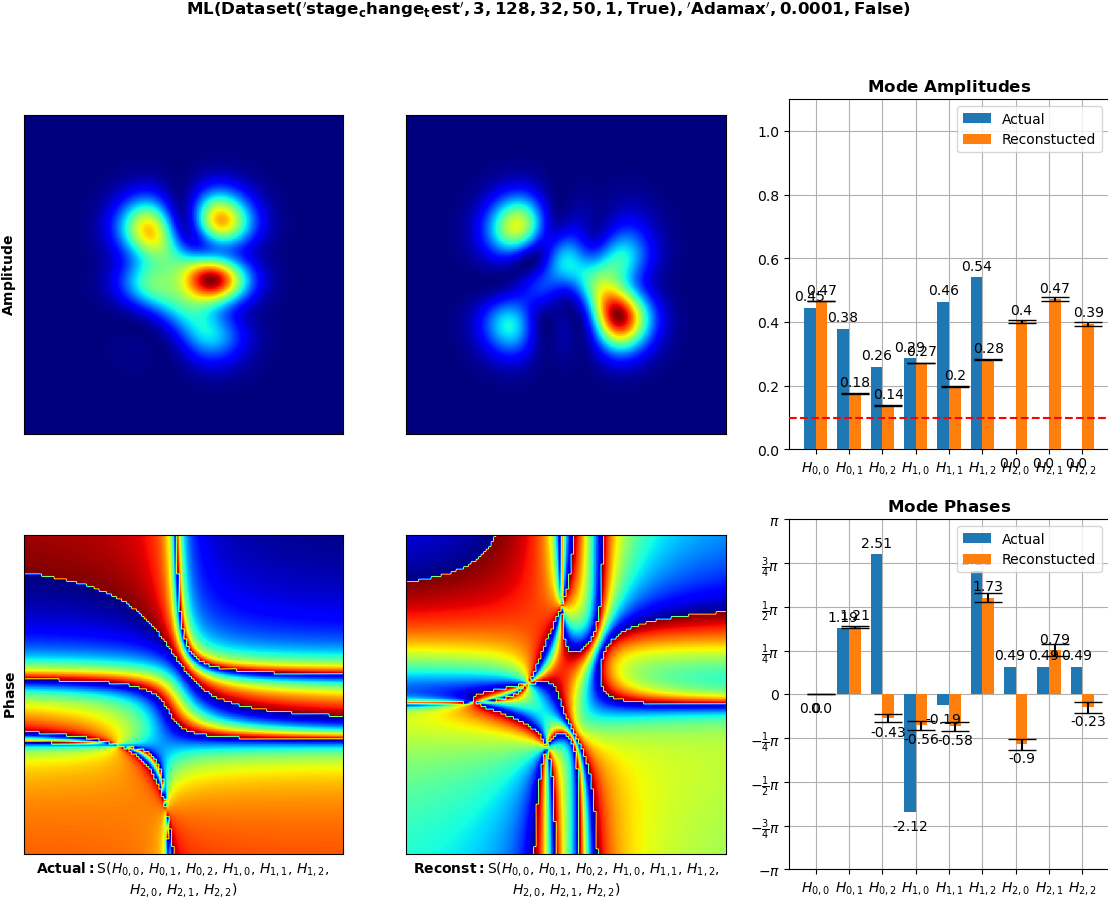 ML(Dataset('stage_change_test', 3, 128, 32, 50, 1, True), 'Adamax', 0.0001, False)
Amplitude
Mode Amplitudes
Actual
Reconstucted
1.0
0.8
0.6
0.4
0.2
0.0
0.45
0.47
0.38
0.18
0.26
0.14
0.29
0.27
0.46
0.2
0.54
0.28
0.0
0.4
0.0
0.47
0.0
0.39
H0,0 H0,1 H0,2 H1,0 H1,1 H1,2 H2,0 H2,1 H2,2
Phase
Mode Phases
Actual
Reconstucted
π
3/4π
1/2π
1/4π
0
−1/4π
−1/2π
−3/4π
−π
0.0
0.0
1.21
2.51
-0.43
-2.12
-0.56
-0.19
-0.58
1.73
0.49
-0.9
0.49
0.79
0.49
-0.23
H0,0 H0,1 H0,2 H1,0 H1,1 H1,2 H2,0 H2,1 H2,2
Actual: S(H0,0, H0,1, H0,2, H1,0, H1,1, H1,2,
H2,0, H2,1, H2,2)
Reconst: S(H0,0, H0,1, H0,2, H1,0, H1,1, H1,2,
H2,0, H2,1, H2,2)